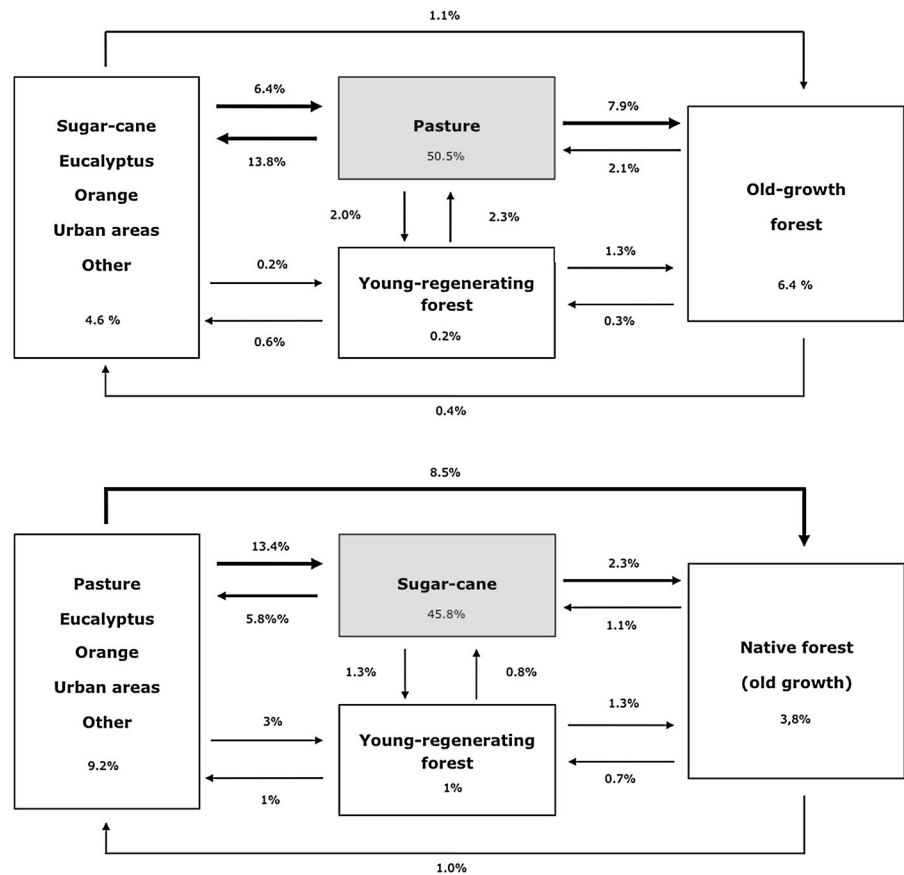 1.1%
Sugar-cane
Eucalyptus
Orange
Urban areas
Other
4.6 %
6.4%
13.8%
Pasture
50.5%
7.9%
2.1%
2.0%
2.3%
0.2%
0.6%
Young-regenerating
forest
0.2%
1.3%
0.3%
Old-growth
forest
6.4 %
0.4%
8.5%
Pasture
Eucalyptus
Orange
Urban areas
Other
9.2%
13.4%
5.8%%
Sugar-cane
45.8%
2.3%
1.1%
1.3%
0.8%
3%
1%
Young-regenerating
forest
1%
1.3%
0.7%
Native forest
(old growth)
3,8%
1.0%